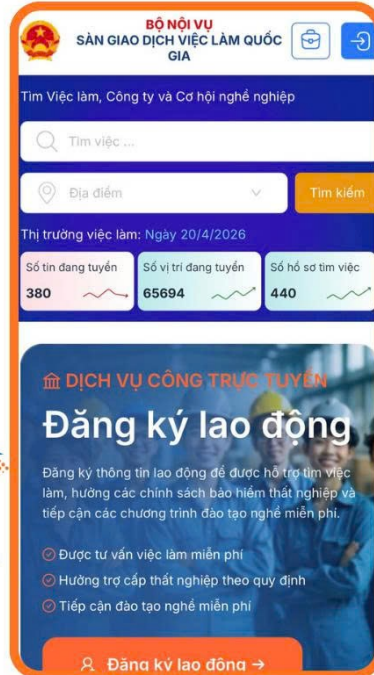 BỘ NỘI VỤ
SÀN GIAO DỊCH VIỆC LÀM QUỐC
GIA
Tìm Việc làm, Công ty và Cơ hội nghề nghiệp
Tìm việc ...
Địa điểm
Tìm kiếm
Thị trường việc làm: Ngày 20/4/2026
Số tin đang tuyển
380
Số vị trí đang tuyển
65694
Số hồ sơ tìm việc
440
DỊCH VỤ CÔNG TRỰC TUYẾN
Đăng ký lao động
Đăng ký thông tin lao động để được hỗ trợ tìm việc
làm, hưởng các chính sách bảo hiểm thất nghiệp và
tiếp cận các chương trình đào tạo nghề miễn phí.
Được tư vấn việc làm miễn phí
Hưởng trợ cấp thất nghiệp theo quy định
Tiếp cận đào tạo nghề miễn phí
Đăng ký lao động →